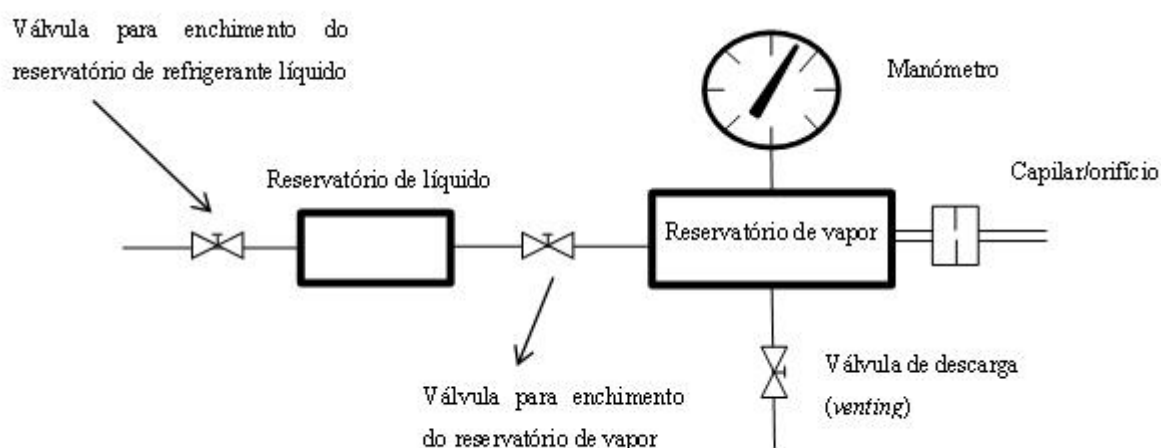 Válvula para enchimento do
reservatório de refrigerante líquido
Manómetro
Reservatório de líquido
Capilar/orifício
Reservatório de vapor
Válvula de descarga
(venting)
Válvula para enchimento
do reservatório de vapor